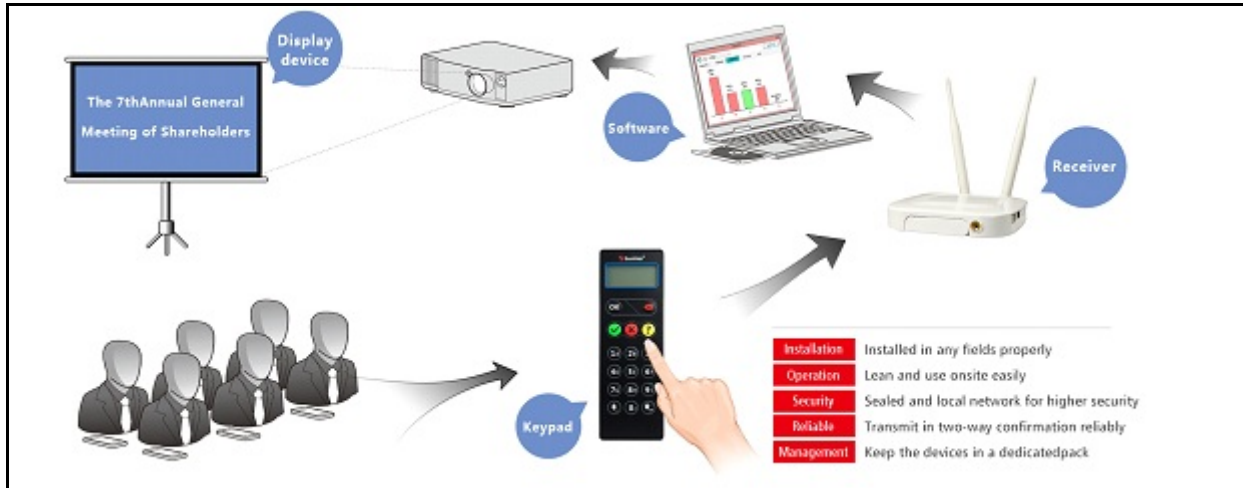 Display
device
The 7thAnnual General
Meeting of Shareholders
Software
Receiver
Keypad
OK
Installation Installed in any fields properly
Operation Lean and use onsite easily
Security Sealed and local network for higher security
Reliable Transmit in two-way confirmation reliably
Management Keep the devices in a dedicatedpack